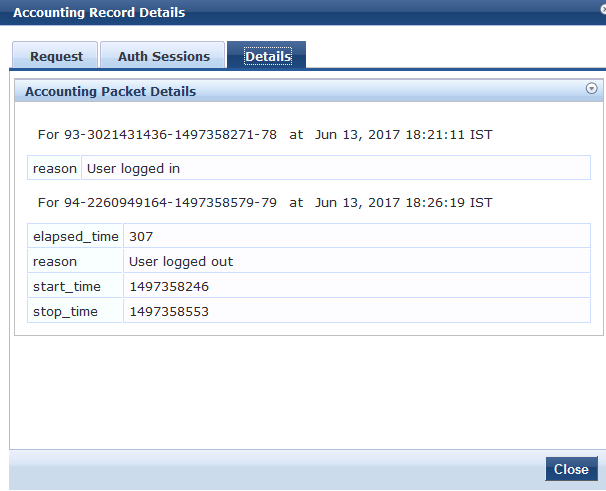 Accounting Record Details
Request Auth Sessions Details
Accounting Packet Details
For 93-3021431436-1497358271-78 at Jun 13, 2017 18:21:11 IST
reason User logged in
For 94-2260949164-1497358579-79 at Jun 13, 2017 18:26:19 IST
elapsed_time 307
reason User logged out
start_time 1497358246
stop_time 1497358553
Close